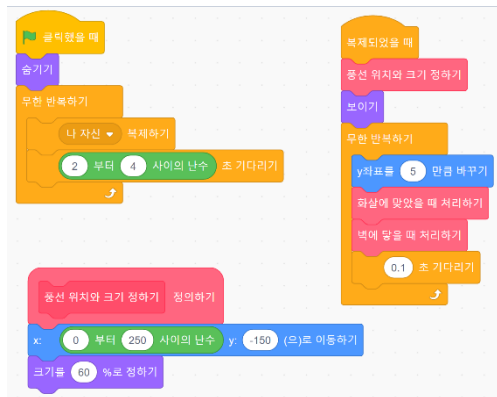 클릭했을 때
숨기기
무한 반복하기
나 자신 복제하기
2 부터 4 사이의 난수 초 기다리기
복제되었을 때
풍선 위치와 크기 정하기
보이기
무한 반복하기
y좌표를 5 만큼 바꾸기
화살에 맞았을 때 처리하기
벽에 닿을 때 처리하기
0.1 초 기다리기
풍선 위치와 크기 정하기 정의하기
x: 0 부터 250 사이의 난수 y: -150 (으)로 이동하기
크기를 60 %로 정하기